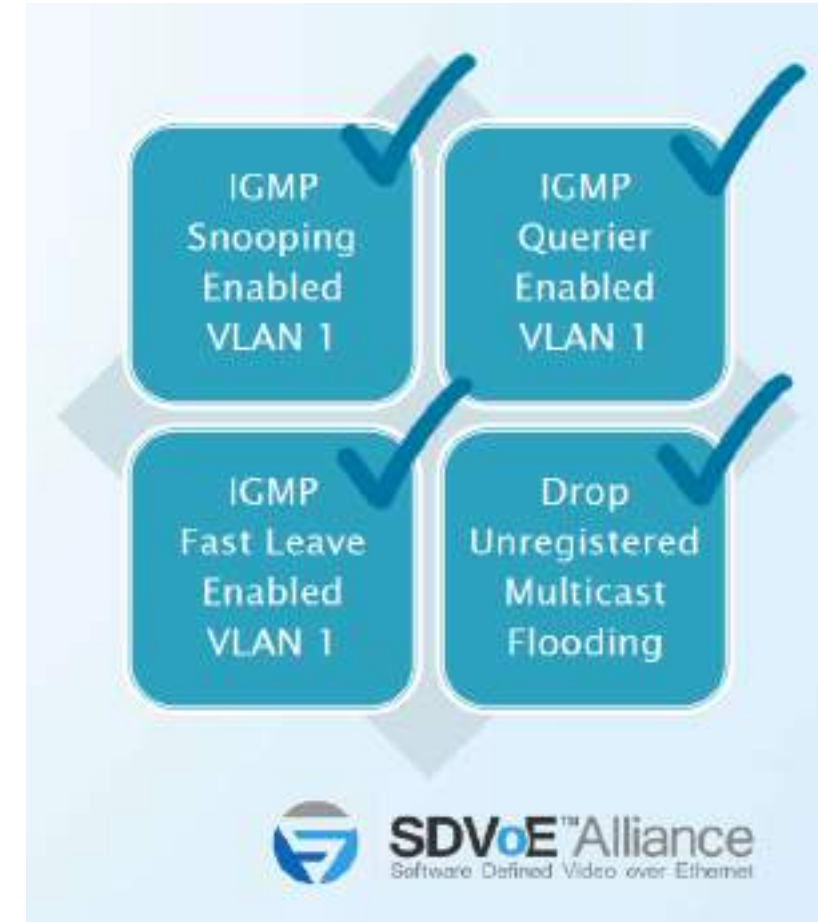 IGMP
Snooping
Enabled
VLAN 1
IGMP
Querier
Enabled
VLAN 1
IGMP
Fast Leave
Enabled
VLAN 1
Drop
Unregistered
Multicast
Flooding
SDVoE™Alliance
Software Defined Video over Ethernet